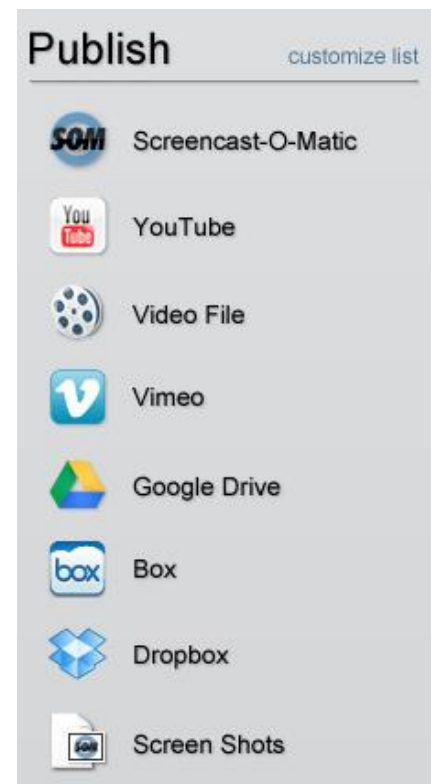 Publish customize list
SOM Screencast-O-Matic
You
Tube YouTube
Video File
v Vimeo
Google Drive
box Box
Dropbox
SOM Screen Shots